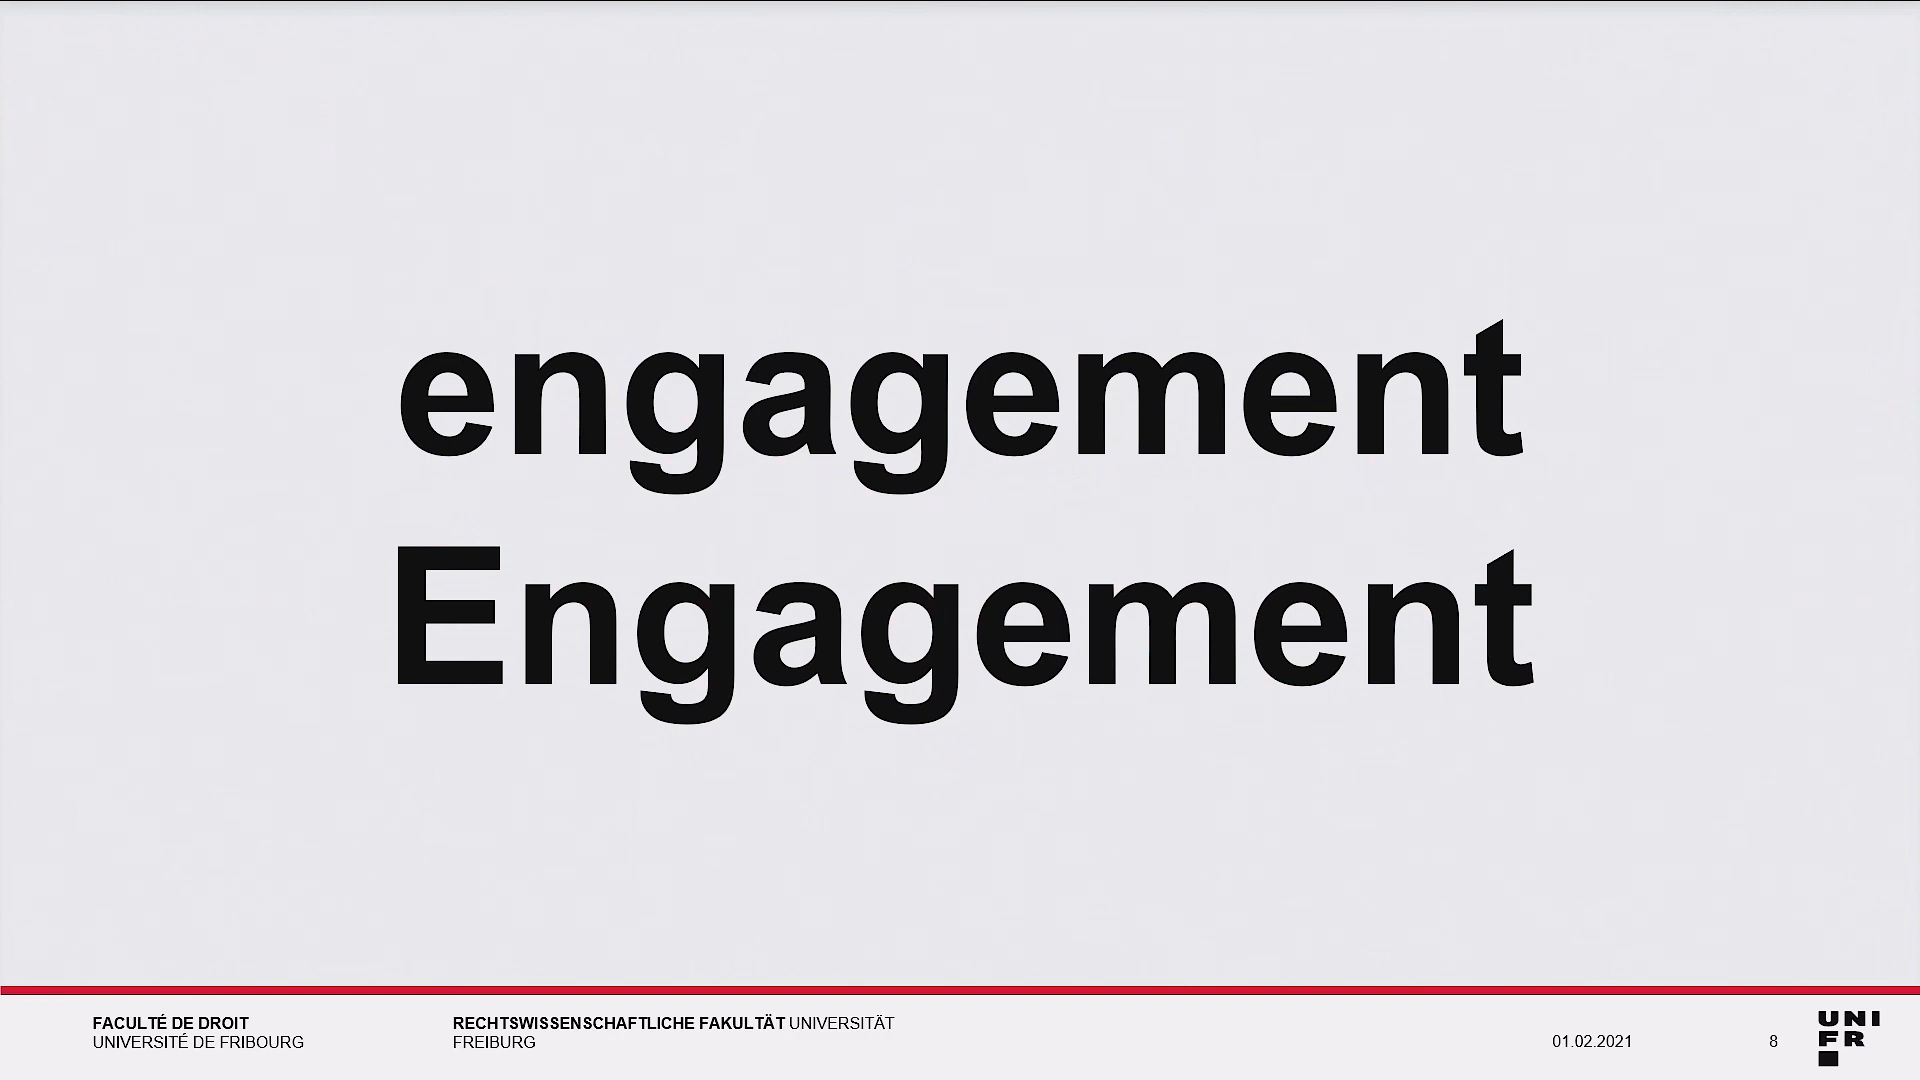 engagement
Engagement
FACULTÉ DE DROIT
UNIVERSITÉ DE FRIBOURG
RECHTSWISSENSCHAFTLICHE FAKULTÄT UNIVERSITÄT
FREIBURG
01.02.2021
8
UNI
FR